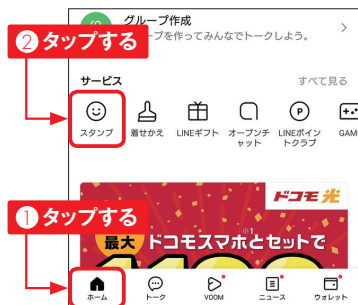 グループ作成
ープを作ってみんなでトークしよう。
②タップする
サービス
すべて見る
スタンプ
着せかえ
LINEギフト
オープンチャット
LINEポイントクラブ
GAM
ドコモ光
①タップする
最大 ドコモスマホとセットで
※1
ホーム
トーク
VOOM
ニュース
ウォレット